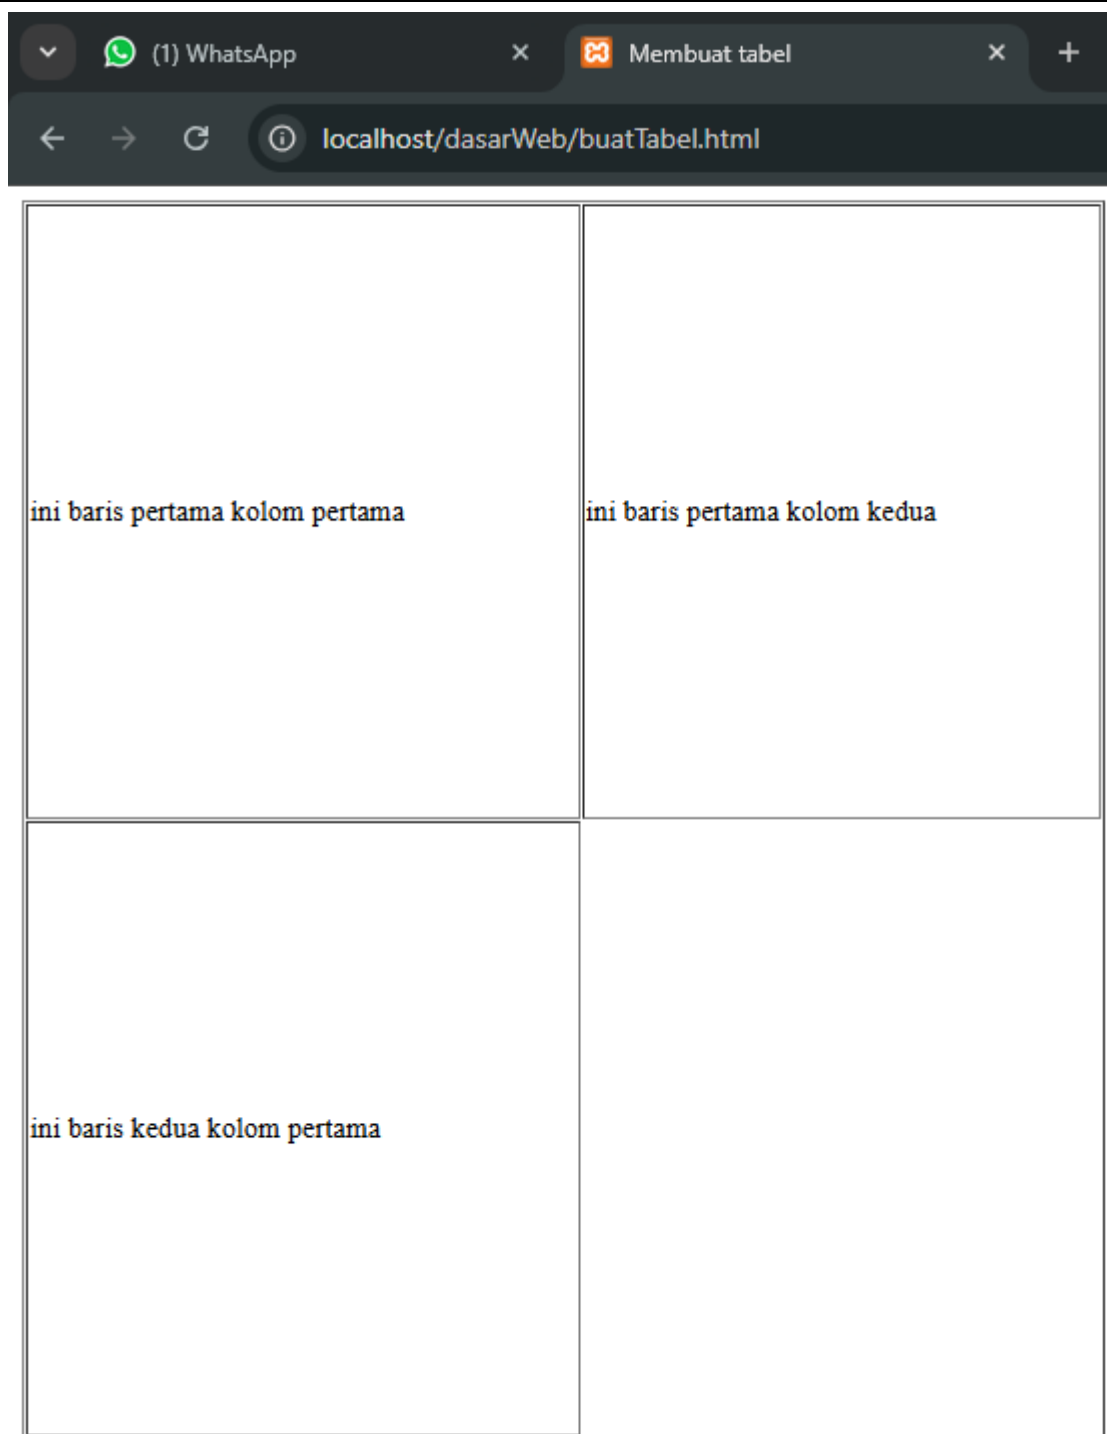 (1) WhatsApp
Membuat tabel
localhost/dasarWeb/buatTabel.html
ini baris pertama kolom pertama
ini baris pertama kolom kedua
ini baris kedua kolom pertama